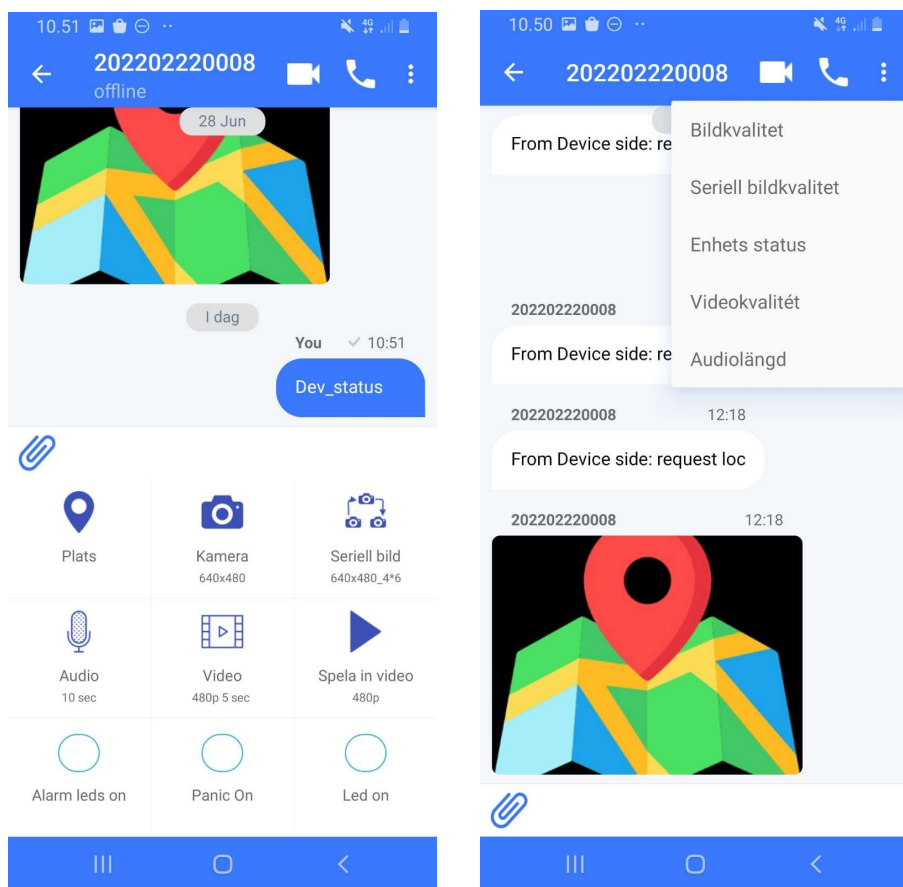 10.51
4G
202202220008
offline
28 Jun
I dag
You 10:51
Dev_status
Plats
Kamera
640x480
Seriell bild
640x480_4*6
Audio
10 sec
Video
480p 5 sec
Spela in video
480p
Alarm leds on
Panic On
Led on
10.50
4G
202202220008
From Device side: re
Bildkvalitet
Seriell bildkvalitet
Enhets status
Videokvalitét
Audiolängd
202202220008
From Device side: re
202202220008 12:18
From Device side: request loc
202202220008 12:18